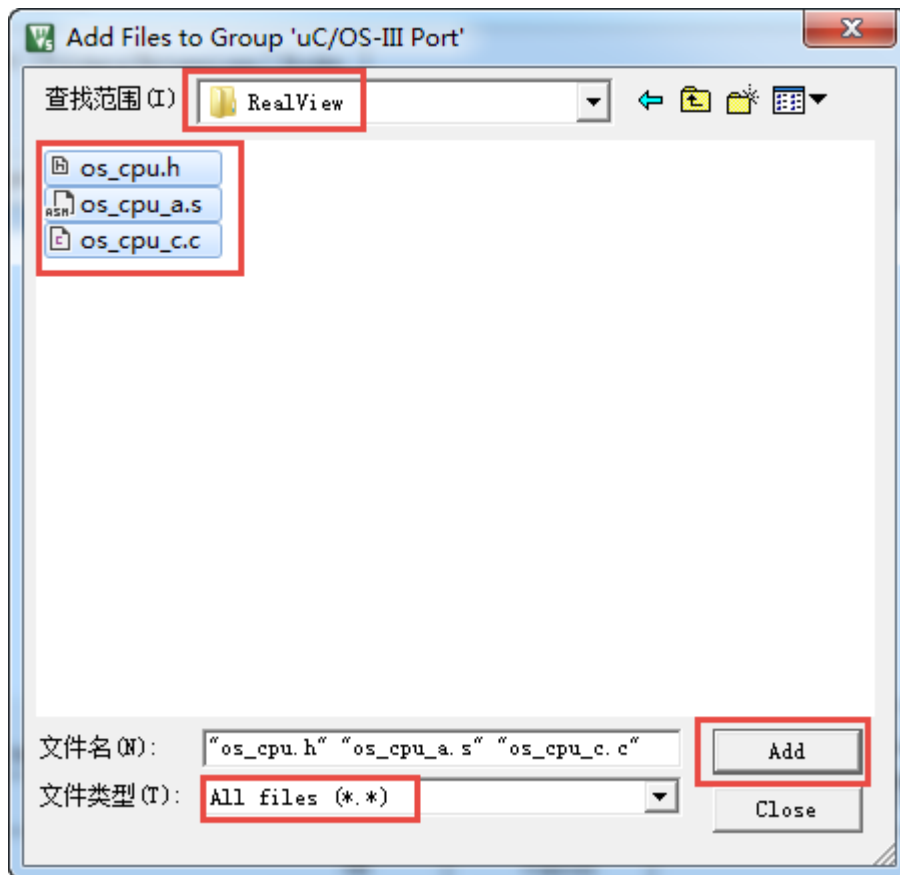 Add Files to Group 'uC/OS-III Port'
查找范围(I) RealView
os_cpu.h
os_cpu_a.s
os_cpu_c.c
文件名(N): "os_cpu.h" "os_cpu_a.s" "os_cpu_c.c" Add
文件类型(T): All files (*.*) Close